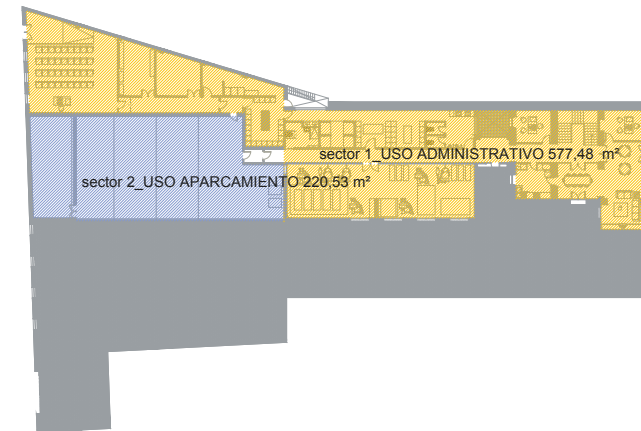 sector 1_USO ADMINISTRATIVO 577,48 m²
sector 2_USO APARCAMIENTO 220,53 m²